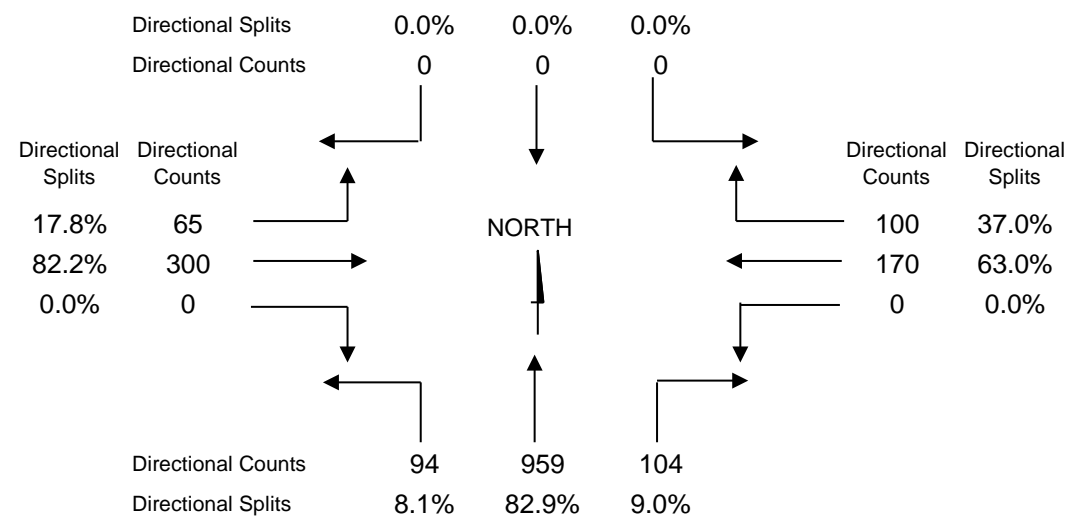 Directional Splits 0.0% 0.0% 0.0%
Directional Counts 0 0 0
Directional Directional
Splits Counts
17.8% 65
82.2% 300
0.0% 0
NORTH
Directional Directional
Counts Splits
100 37.0%
170 63.0%
0 0.0%
Directional Counts 94 959 104
Directional Splits 8.1% 82.9% 9.0%